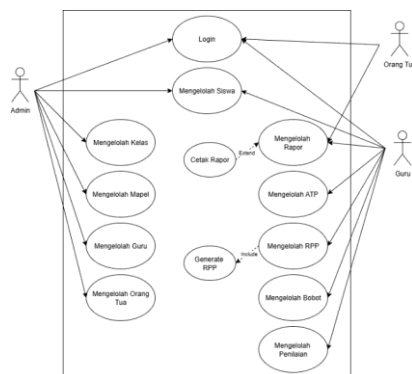 Login
Orang Tu
Admin
Mengelolah Siswa
Guru
Mengelolah Kelas
Cetak Rapor
Extend
Mengelolah
Rapor
Mengelolah Mapel
Mengelolah ATP
Mengelolah Guru
Generate
RPP
Include
Mengelolah RPP
Mengelolah Orang
Tua
Mengelolah Bobot
Mengelolah
Penilaian